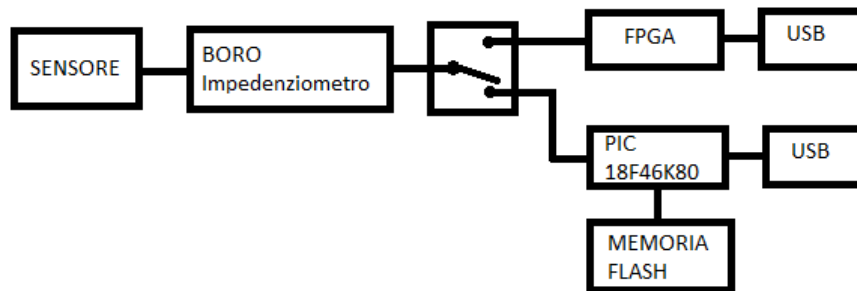 SENSORE
BORO
Impedenziometro
FPGA
USB
PIC
18F46K80
USB
MEMORIA
FLASH